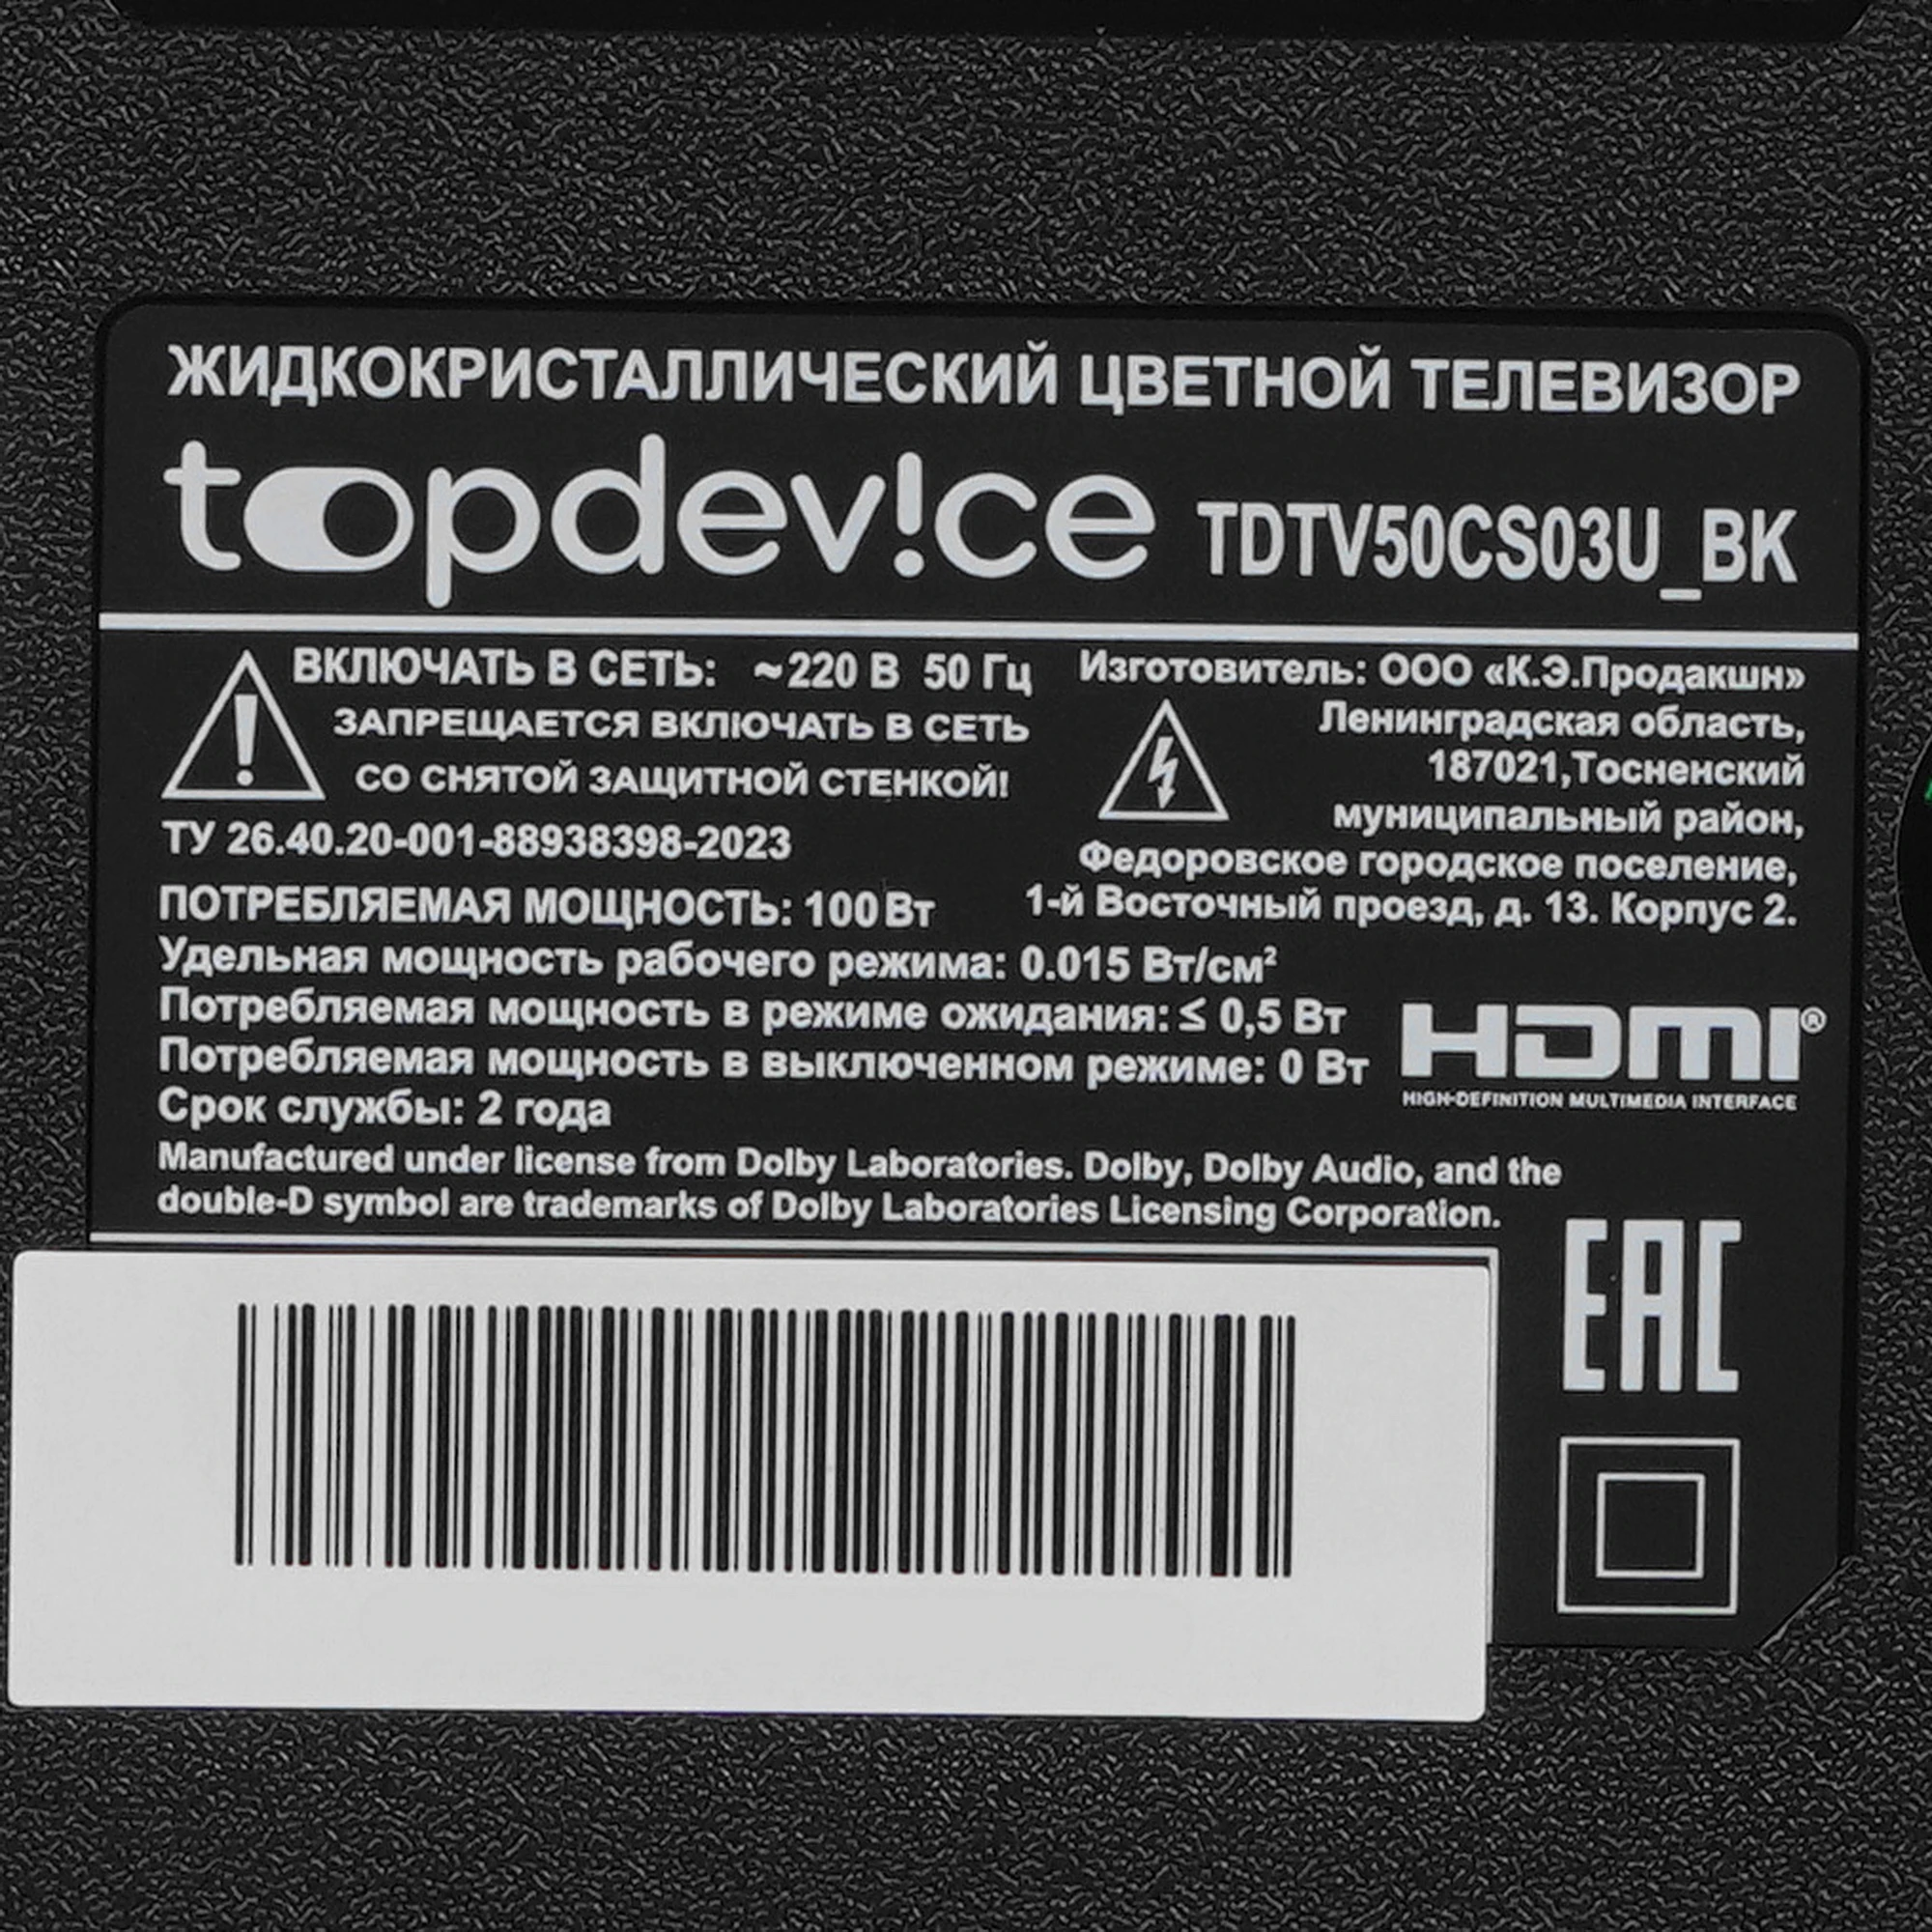 ЖИДКОКРИСТАЛЛИЧЕСКИЙ ЦВЕТНОЙ ТЕЛЕВИЗОР
topdev!ce TDTV50CS03U_BK
ВКЛЮЧАТЬ В СЕТЬ: ~220 В 50 Гц
ЗАПРЕЩАЕТСЯ ВКЛЮЧАТЬ В СЕТЬ
СО СНЯТОЙ ЗАЩИТНОЙ СТЕНКОЙ!
ТУ 26.40.20-001-88938398-2023
ПОТРЕБЛЯЕМАЯ МОЩНОСТЬ: 100 Вт
Изготовитель: ООО «К.Э.Продакшн»
Ленинградская область,
187021,Тосненский
муниципальный район,
Федоровское городское поселение,
1-й Восточный проезд, д. 13. Корпус 2.
Удельная мощность рабочего режима: 0.015 Вт/см²
Потребляемая мощность в режиме ожидания: ≤ 0,5 Вт
Потребляемая мощность в выключенном режиме: 0 Вт
Срок службы: 2 года
HDMI®
HIGH-DEFINITION MULTIMEDIA INTERFACE
Manufactured under license from Dolby Laboratories. Dolby, Dolby Audio, and the
double-D symbol are trademarks of Dolby Laboratories Licensing Corporation.
EAC